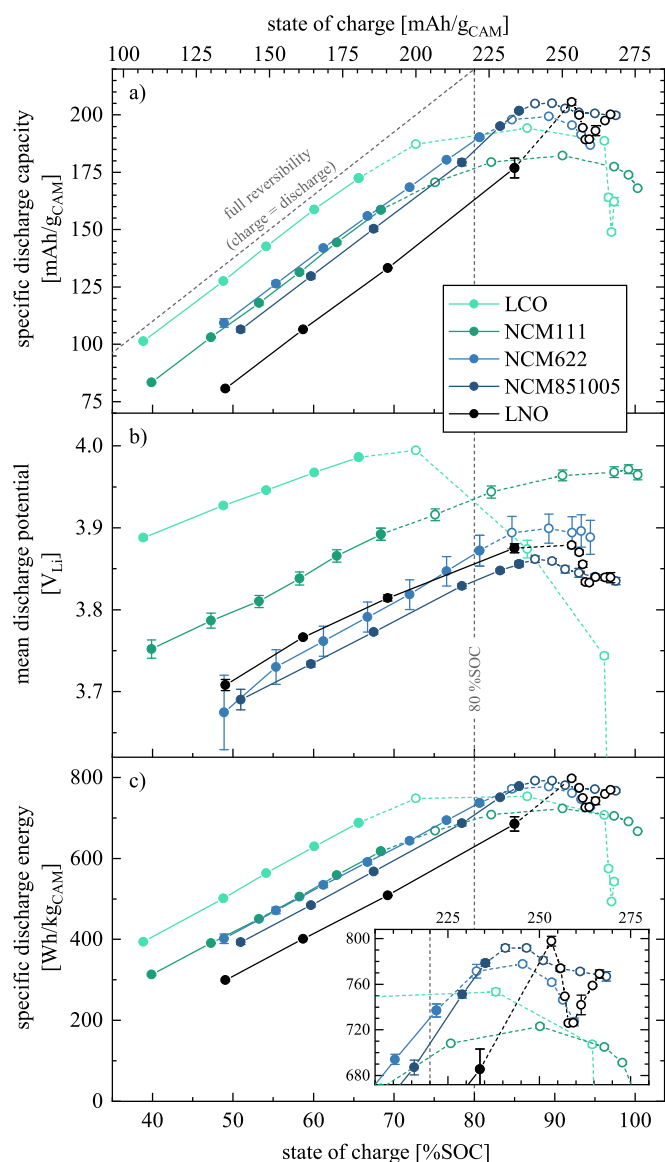 state of charge [mAh/gCAM]
100 125 150 175 200 225 250 275
a)
full reversibility
(charge = discharge)
specific discharge capacity
[mAh/gCAM]
200
175
150
125
100
75
LCO
NCM111
NCM622
NCM851005
LNO
b)
mean discharge potential
[VLi]
4.0
3.9
3.8
3.7
80 %SOC
c)
specific discharge energy
[Wh/kgCAM]
800
600
400
200
0
225 250 275
800
760
720
680
40 50 60 70 80 90 100
state of charge [%SOC]